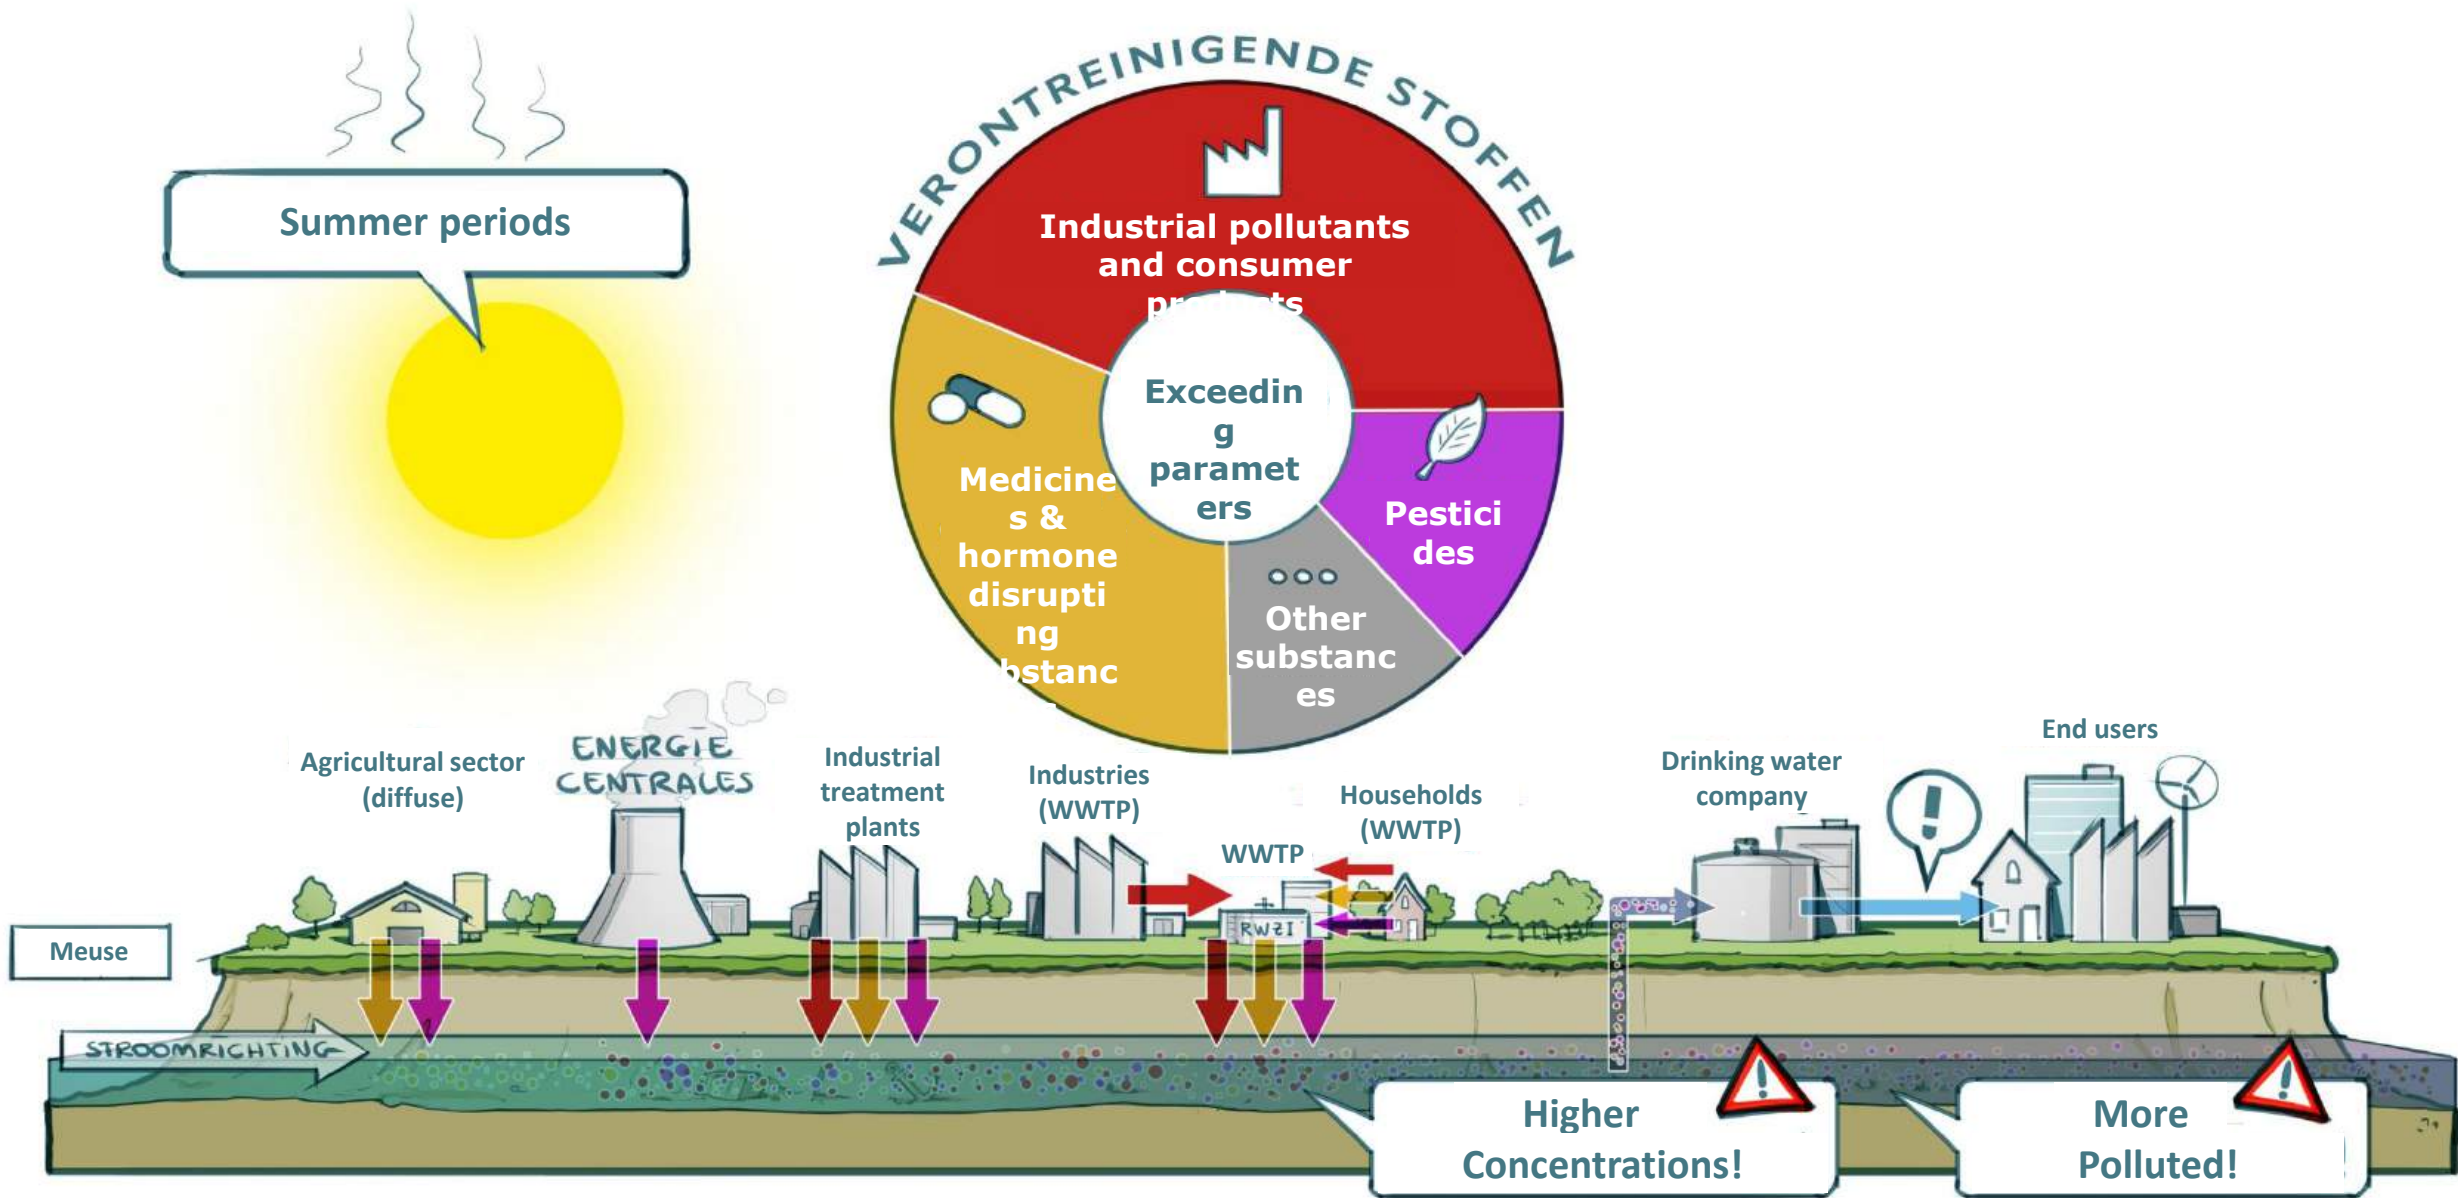 Summer periods
VERONTREINIGENDE STOFFEN
Industrial pollutants
and consumer
products
Exceedin
g
paramet
ers
Medicine
s &
hormone
disrupti
ng
bstanc
Pestici
des
Other
substanc
es
Agricultural sector
(diffuse)
ENERGIE
CENTRALES
Industrial
treatment
plants
Industries
(WWTP)
WWTP
Households
(WWTP)
Drinking water
company
End users
RWZI
Meuse
STROOMRICHTING
Higher
Concentrations!
More
Polluted!